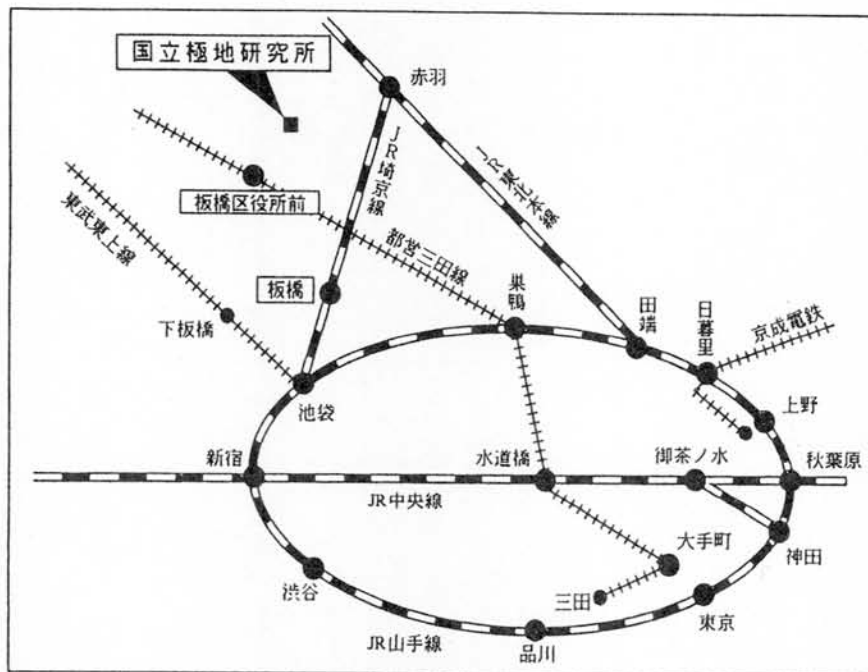 国立極地研究所
赤羽
JR埼京線
JR東北本線
板橋区役所前
東武東上線
都営三田線
板橋
巣鴨
田端
日暮里
京成電鉄
下板橋
池袋
上野
新宿
水道橋
御茶ノ水
秋葉原
JR中央線
大手町
神田
渋谷
三田
東京
JR山手線
品川